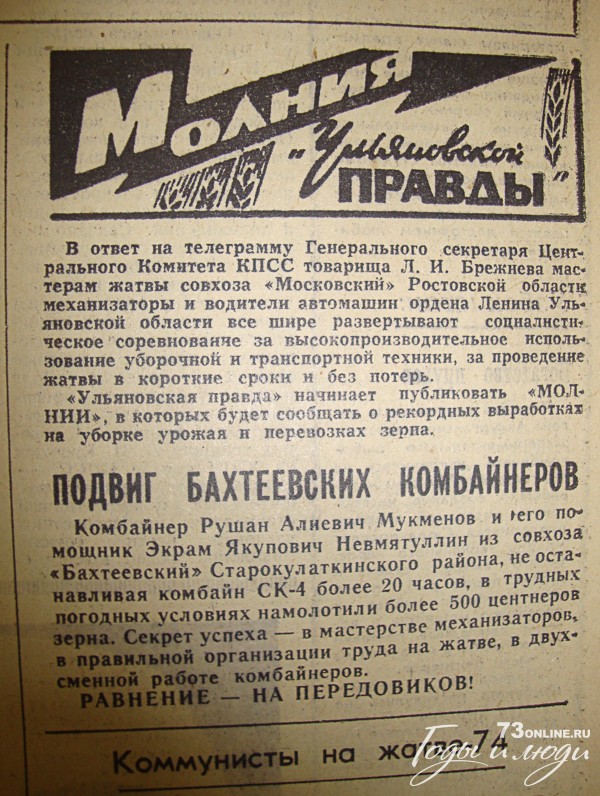 Молния
„Ульяновской
ПРАВДЫ"
В ответ на телеграмму Генерального секретаря Цент-
рального Комитета КПСС товарища Л. И. Брежнева мас-
терам жатвы совхоза «Московский» Ростовской области
механизаторы и водители автомашин ордена Ленина Уль-
яновской области все шире развертывают социалисти-
ческое соревнование за высокопроизводительное исполь-
зование уборочной и транспортной техники, за проведение
жатвы в короткие сроки и без потерь.
«Ульяновская правда» начинает публиковать «МОЛ-
НИИ», в которых будет сообщать о рекордных выработках
на уборке урожая и перевозках зерна.
ПОДВИГ БАХТЕЕВСКИХ КОМБАЙНЕРОВ
Комбайнер Рушан Алиевич Мукменов и его по-
мощник Экрам Якупович Невмятуллин из совхоза
«Бахтеевский» Старокулаткинского района, не оста-
навливая комбайн СК-4 более 20 часов, в трудных
погодных условиях намолотили более 500 центнеров
зерна. Секрет успеха — в мастерстве механизаторов,
в правильной организации труда на жатве, в двух-
сменной работе комбайнеров.
РАВНЕНИЕ — НА ПЕРЕДОВИКОВ!
Коммунисты на жатве-74
73ONLINE.RU
Годы и люди